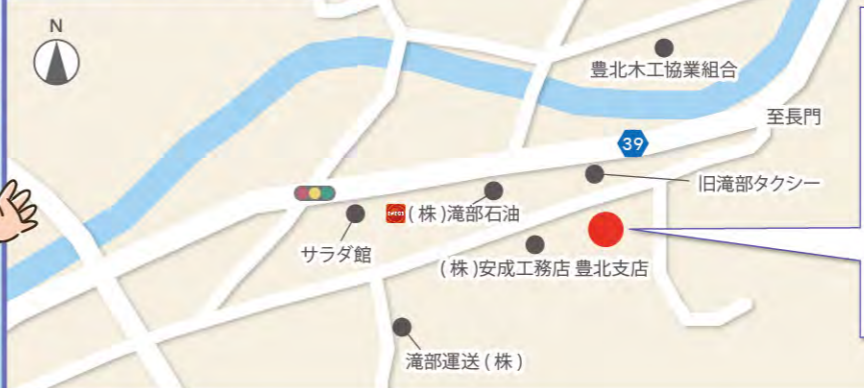 N
豊北木工協業組合
至長門
39
旧滝部タクシー
ENEOS
(株)滝部石油
サラダ館
(株)安成工務店 豊北支店
滝部運送(株)